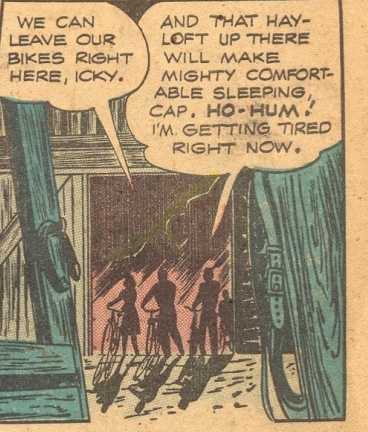 WE CAN
LEAVE OUR
BIKES RIGHT
HERE, ICKY.
AND THAT HAY-
LOFT UP THERE
WILL MAKE
MIGHTY COMFORT-
ABLE SLEEPING,
CAP. HO-HUM!
I'M GETTING TIRED
RIGHT NOW.